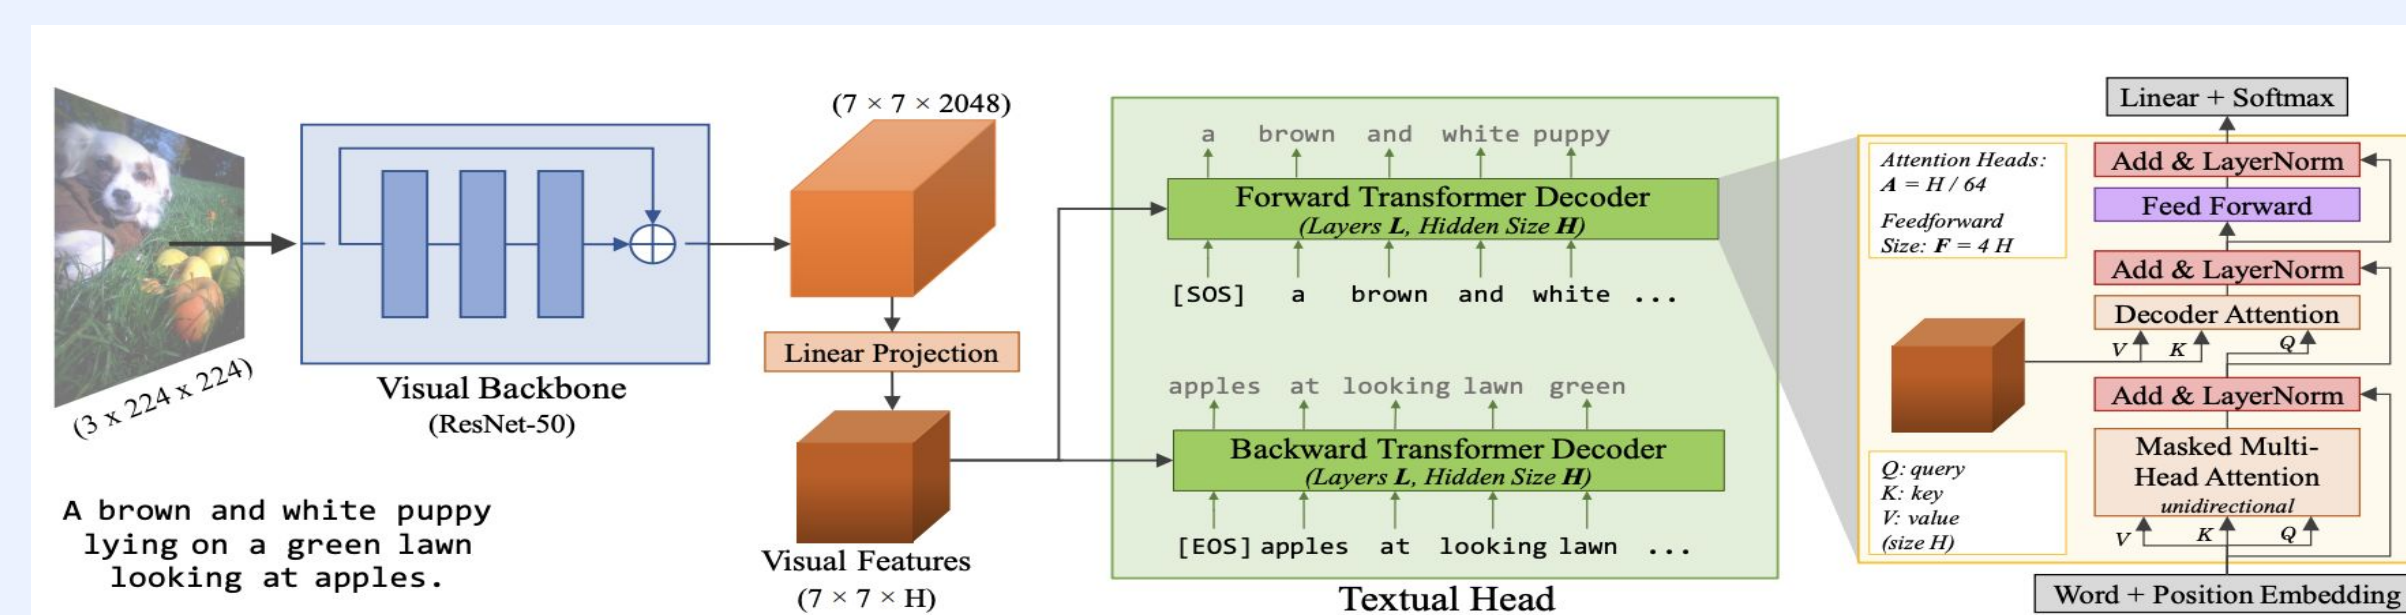 (3 x 224 x 224)
A brown and white puppy
lying on a green lawn
looking at apples.
Visual Backbone
(ResNet-50)
(7 × 7 × 2048)
Linear Projection
Visual Features
(7 × 7 × H)
a brown and white puppy
Forward Transformer Decoder
(Layers L, Hidden Size H)
[SOS] a brown and white ...
apples at looking lawn green
Backward Transformer Decoder
(Layers L, Hidden Size H)
[EOS] apples at looking lawn ...
Textual Head
Attention Heads:
A = H / 64
Feedforward
Size: F = 4 H
Q: query
K: key
V: value
(size H)
Linear + Softmax
Add & LayerNorm
Feed Forward
Add & LayerNorm
Decoder Attention
V K Q
Add & LayerNorm
Masked Multi-
Head Attention
unidirectional
V K Q
Word + Position Embedding